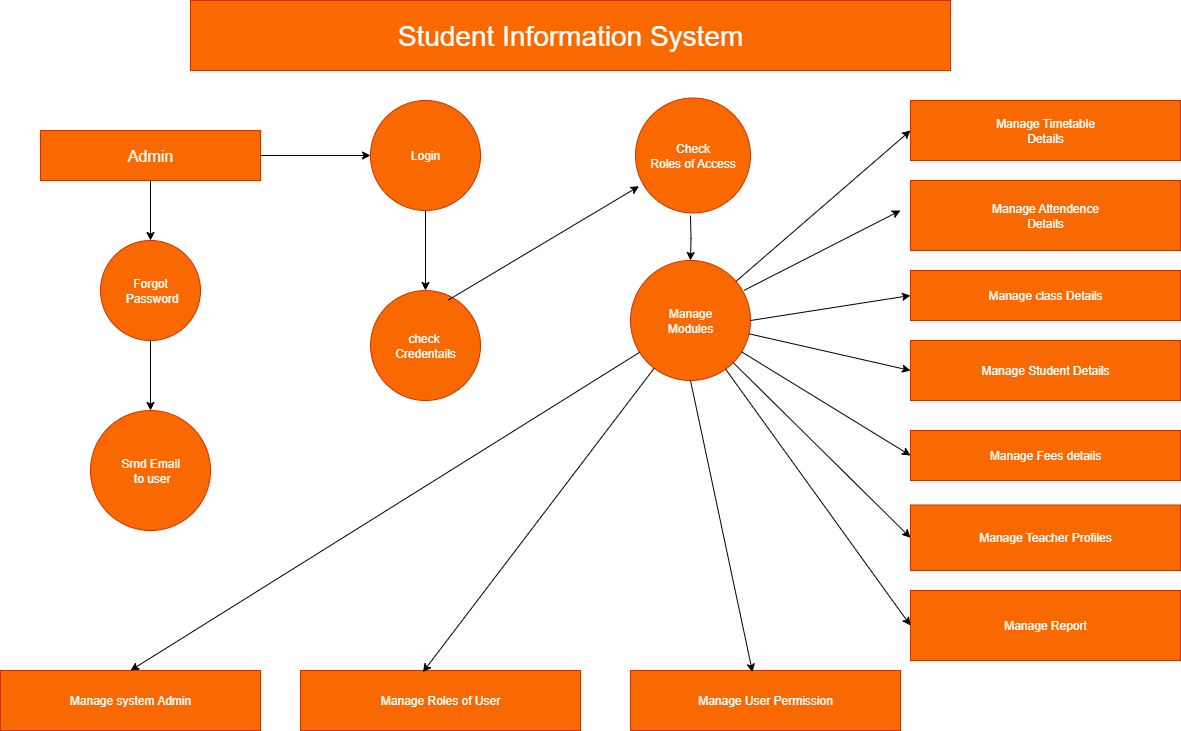 Student Information System
Admin
Login
Check
Roles of Access
Manage Timetable
Details
Manage Attendence
Details
Forgot
Password
Manage
Modules
Manage class Details
check
Credentails
Manage Student Details
Srnd Email
to user
Manage Fees details
Manage Teacher Profiles
Manage Report
Manage system Admin
Manage Roles of User
Manage User Permission